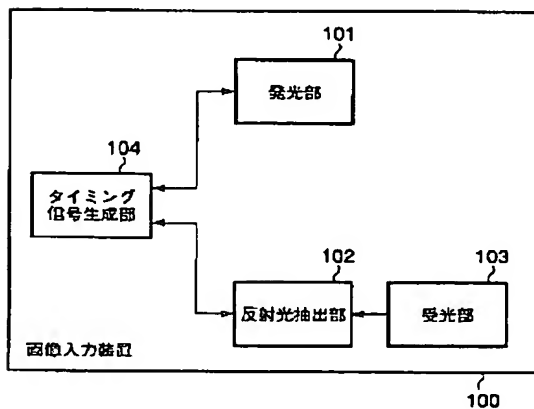 101
発光部
104
タイミング
信号生成部
102
103
反射光抽出部
受光部
画像入力装置
100